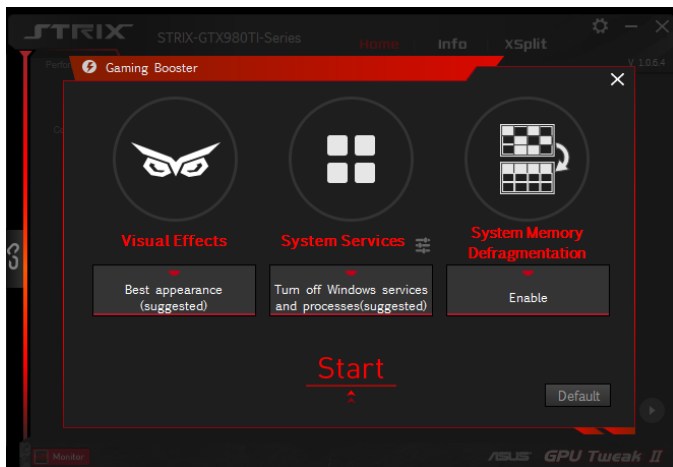 STRIX
STRIX-GTX980TI-Series
Home
Info
XSplit
V 1.0.6.4
Gaming Booster
Visual Effects
System Services
System Memory
Defragmentation
Best appearance
(suggested)
Turn off Windows services
and processes(suggested)
Enable
Start
Default
Monitor
ASUS GPU Tweak II